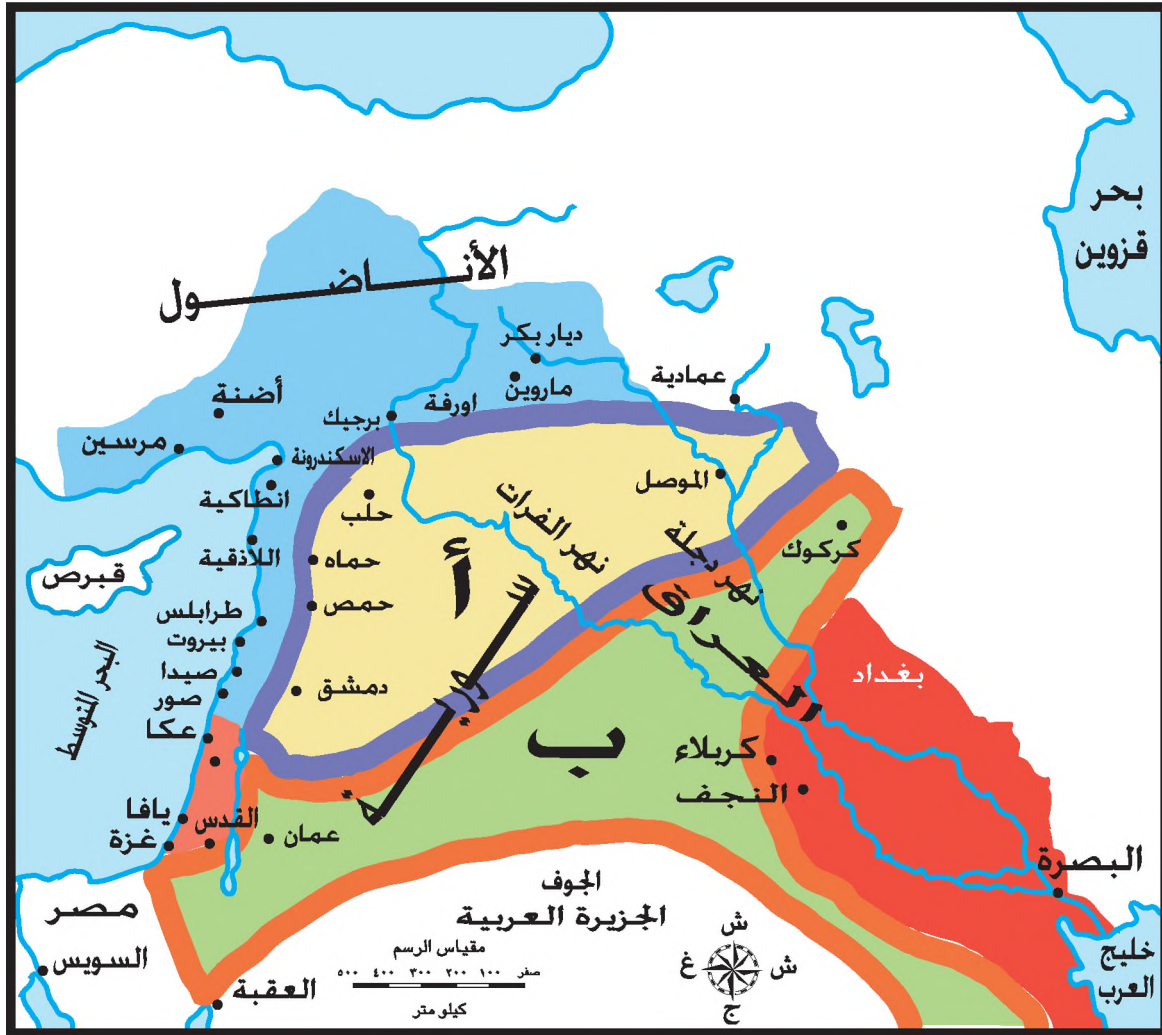 بحر
قزوين
الأناضول
ديار بكر
ماروين
عمادية
أضنة
اورفة
برجيك
مرسين
الاسكندرونة
انطاكية
حلب
الموصل
نهر الفرات
نهر دجلة
كركوك
اللاذقية
حماه
قبرص
أ
حمص
طرابلس
بيروت
صيدا
صور
عكا
البحر المتوسط
دمشق
سورية
العراق
بغداد
ب
كربلاء
النجف
يافا
غزة
القدس
عمان
البصرة
الجوف
الجزيرة العربية
مصر
السويس
العقبة
مقياس الرسم
صفر ١٠٠ ٢٠٠ ٣٠٠ ٤٠٠ ٥٠٠
كيلو متر
ش
غ
ش
ج
خليج
العرب